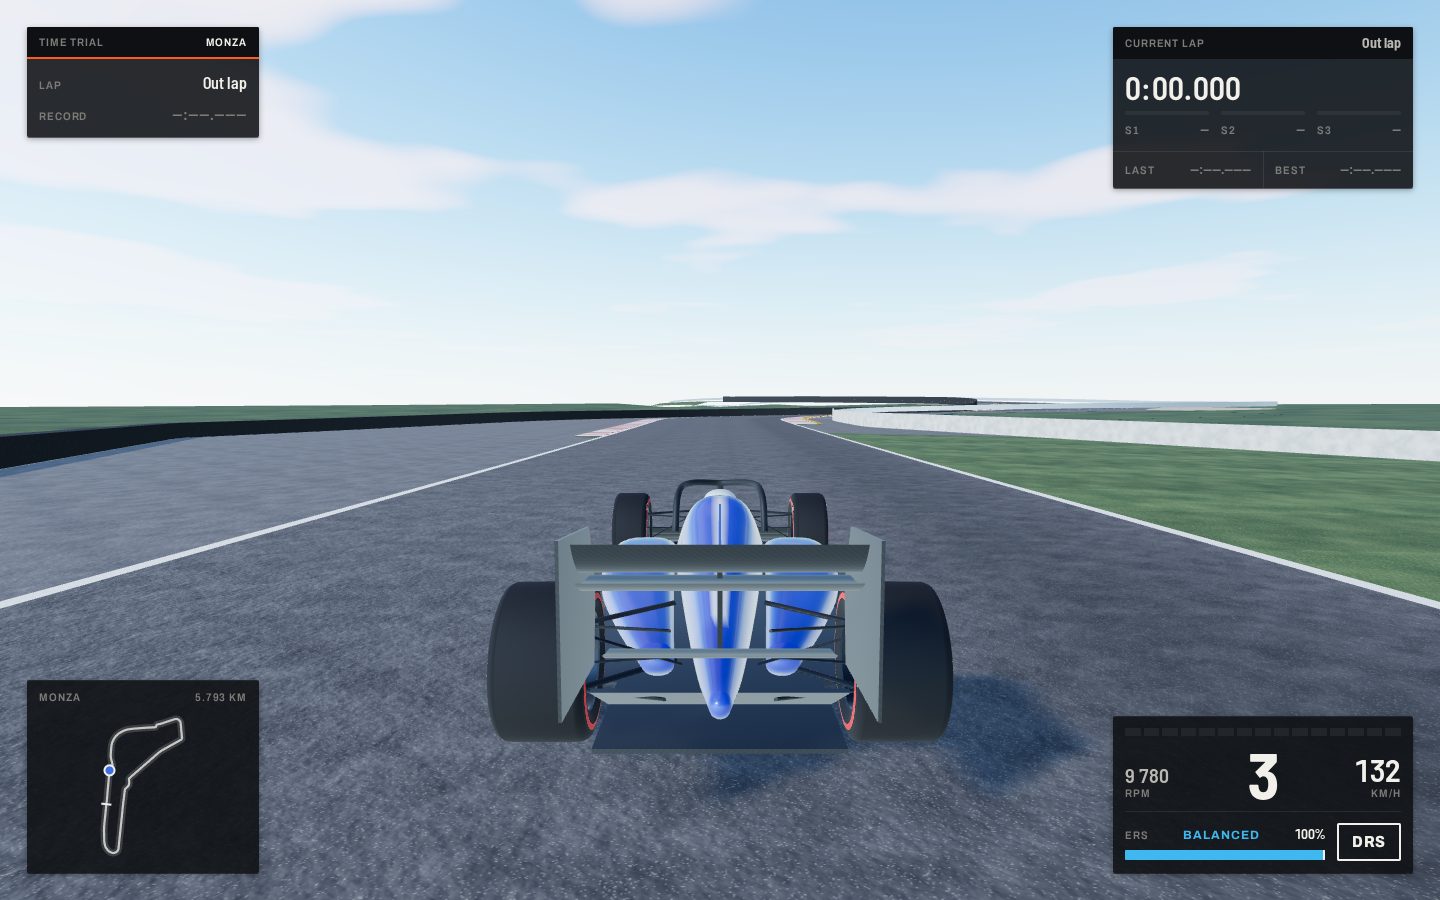 TIME TRIAL MONZA
LAP Out lap
RECORD –:––.–––
CURRENT LAP Out lap
0:00.000
S1 – S2 – S3 –
LAST –:––.––– BEST –:––.–––
MONZA 5.793 KM
9 780 RPM
3
132 KM/H
ERS BALANCED 100%
DRS